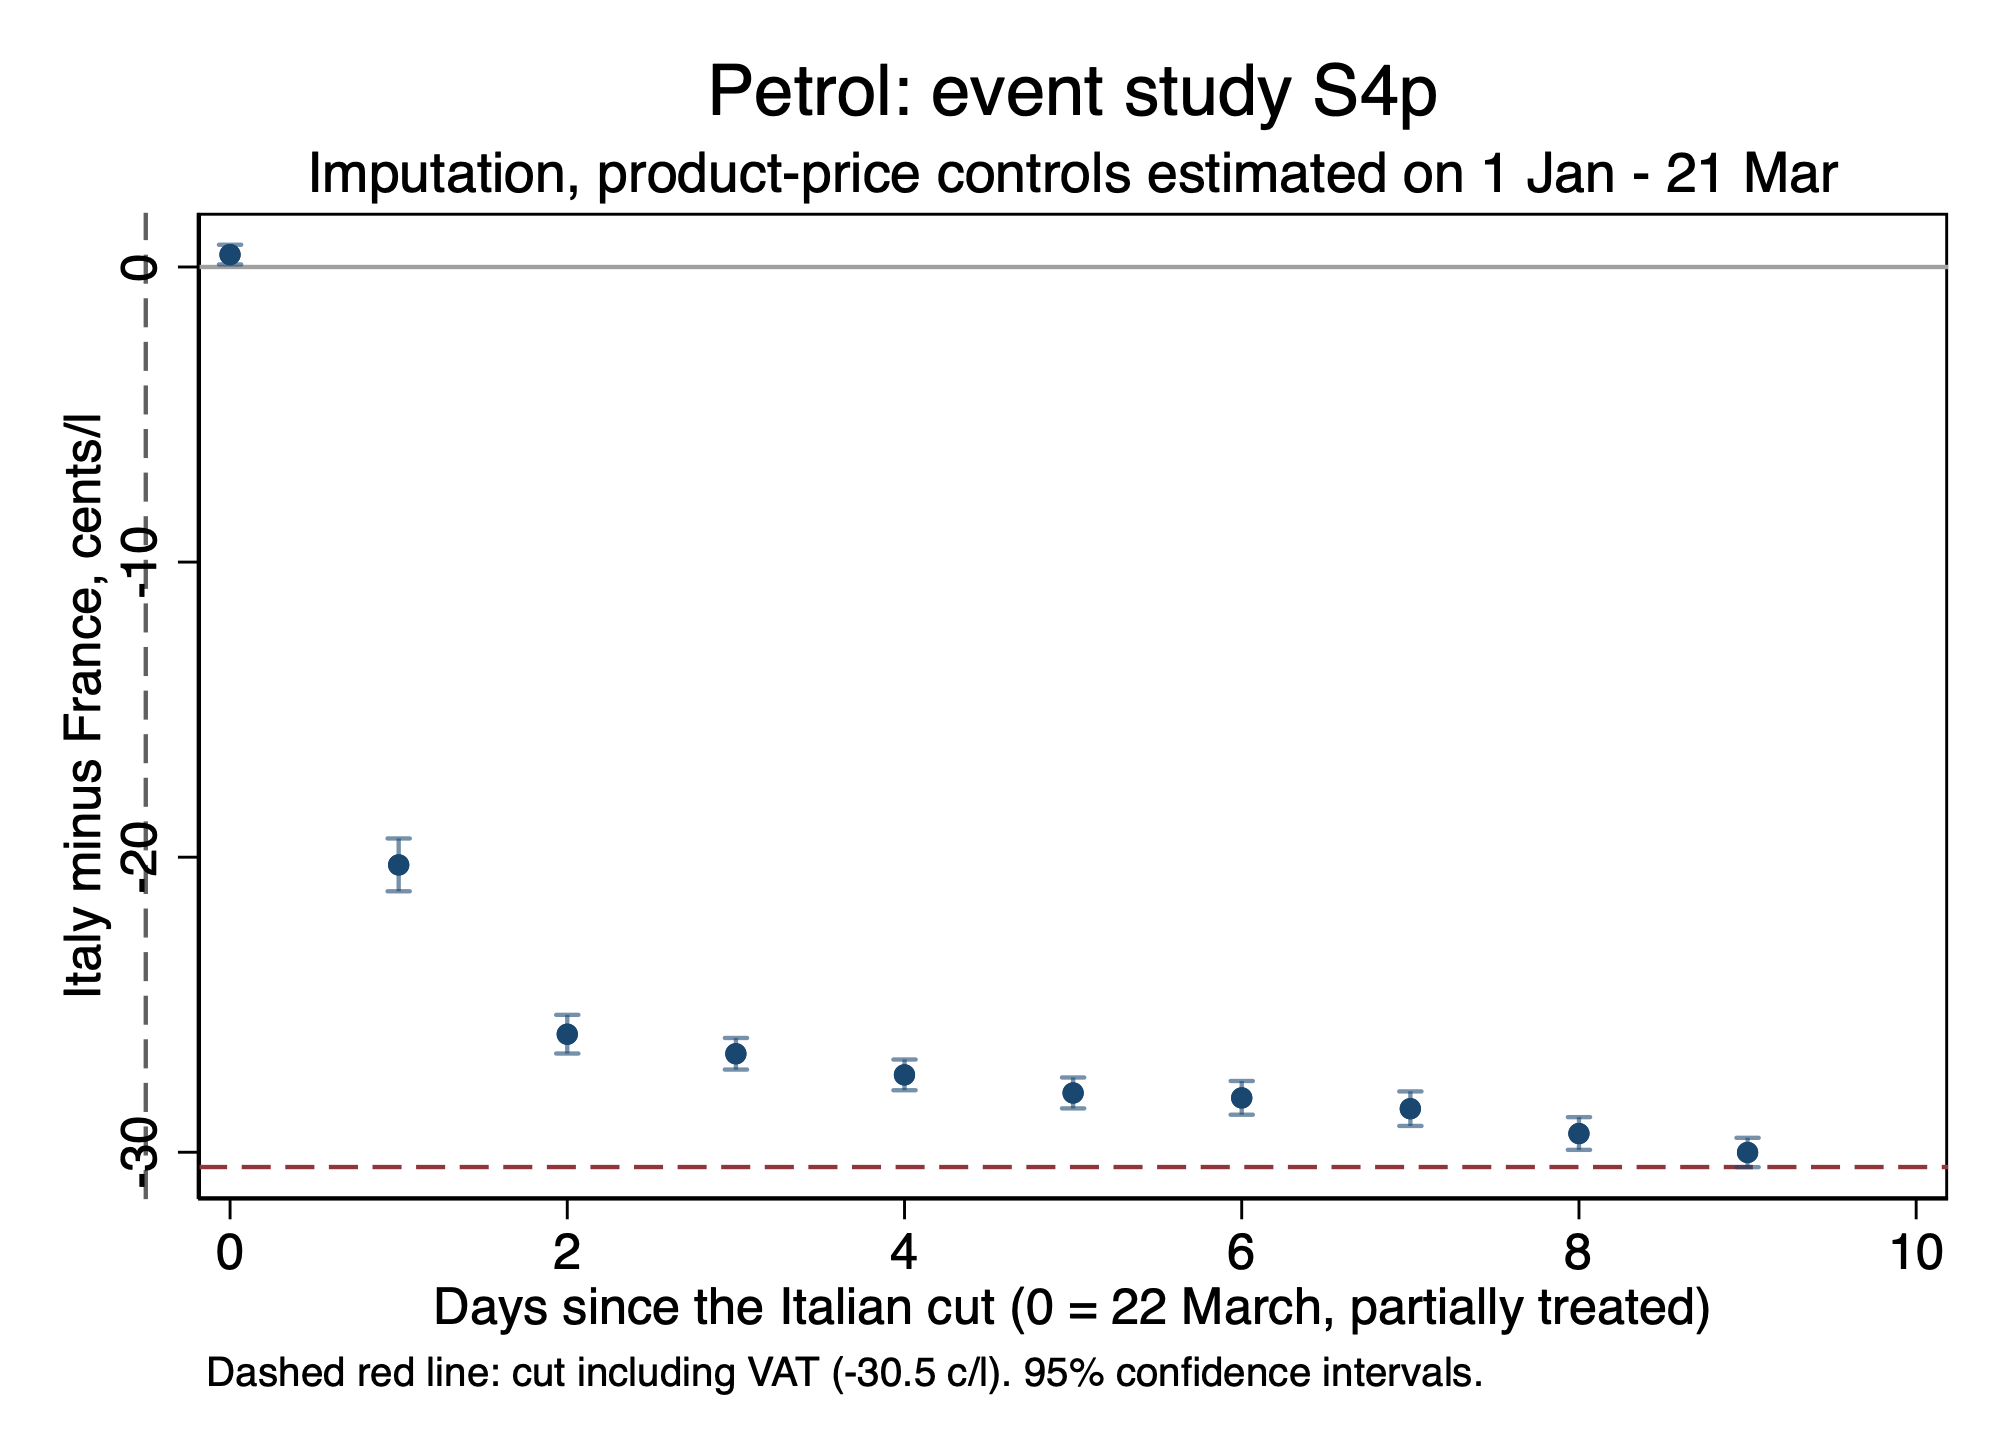 Petrol: event study S4p
Imputation, product-price controls estimated on 1 Jan - 21 Mar
Italy minus France, cents/l
0
-10
-20
-30
0 2 4 6 8 10
Days since the Italian cut (0 = 22 March, partially treated)
Dashed red line: cut including VAT (-30.5 c/l). 95% confidence intervals.